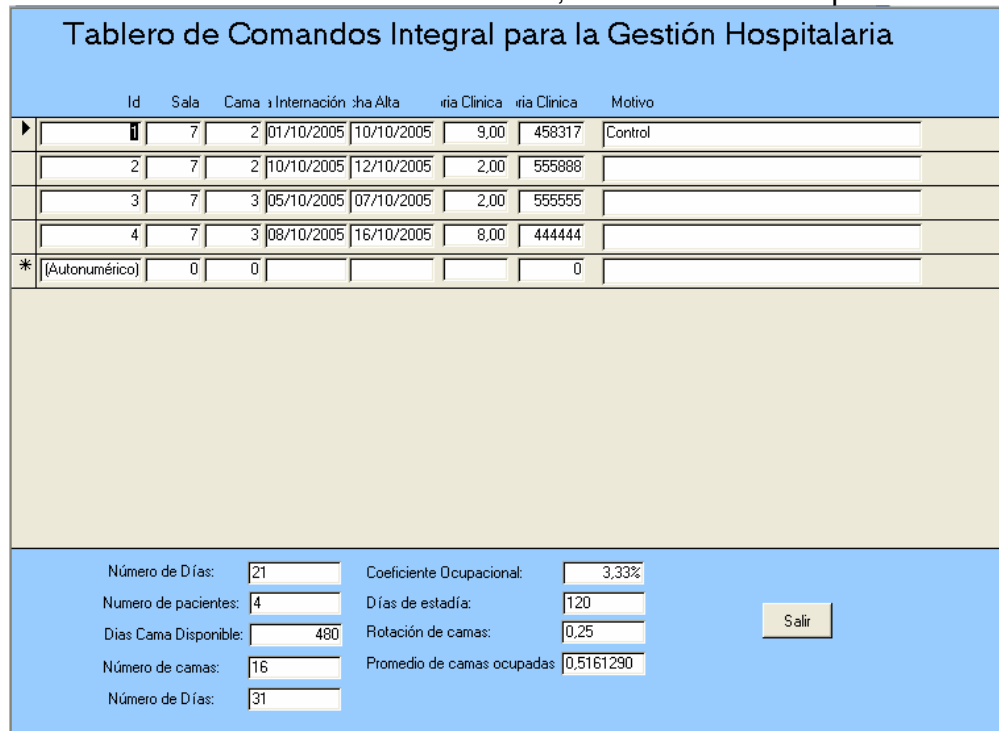 Tablero de Comandos Integral para la Gestión Hospitalaria
Id Sala Cama a Internación :ha Alta ria Clinica ria Clinica Motivo
1 7 2 01/10/2005 10/10/2005 9,00 458317 Control
2 7 2 10/10/2005 12/10/2005 2,00 555888
3 7 3 05/10/2005 07/10/2005 2,00 555555
4 7 3 08/10/2005 16/10/2005 8,00 444444
* (Autonumérico) 0 0 0
Número de Días: 21 Coeficiente Ocupacional: 3,33%
Numero de pacientes: 4 Días de estadía: 120
Dias Cama Disponible: 480 Rotación de camas: 0,25
Salir
Número de camas: 16 Promedio de camas ocupadas 0,5161290
Número de Días: 31